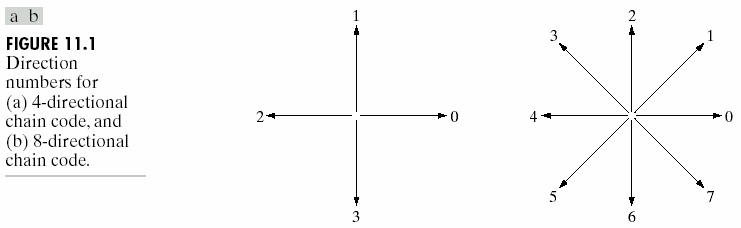 a b
FIGURE 11.1
Direction
numbers for
(a) 4-directional
chain code, and
(b) 8-directional
chain code.
1
2
0
3
2
3
1
4
0
5
7
6